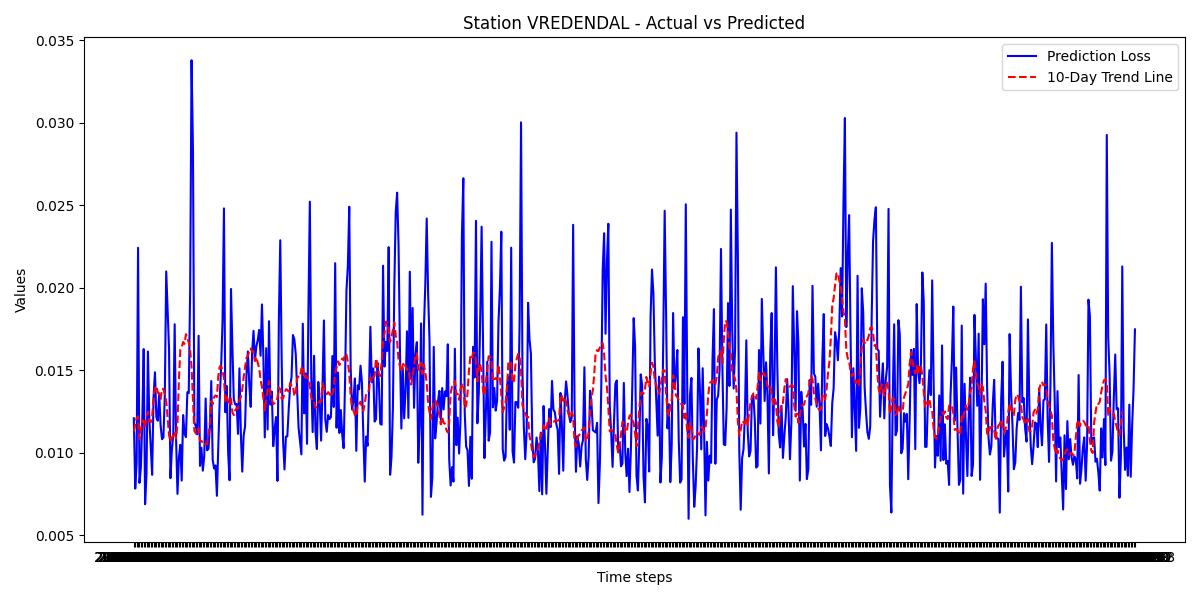 Station VREDENDAL - Actual vs Predicted
Prediction Loss
10-Day Trend Line
Values
0.035
0.030
0.025
0.020
0.015
0.010
0.005
Time steps